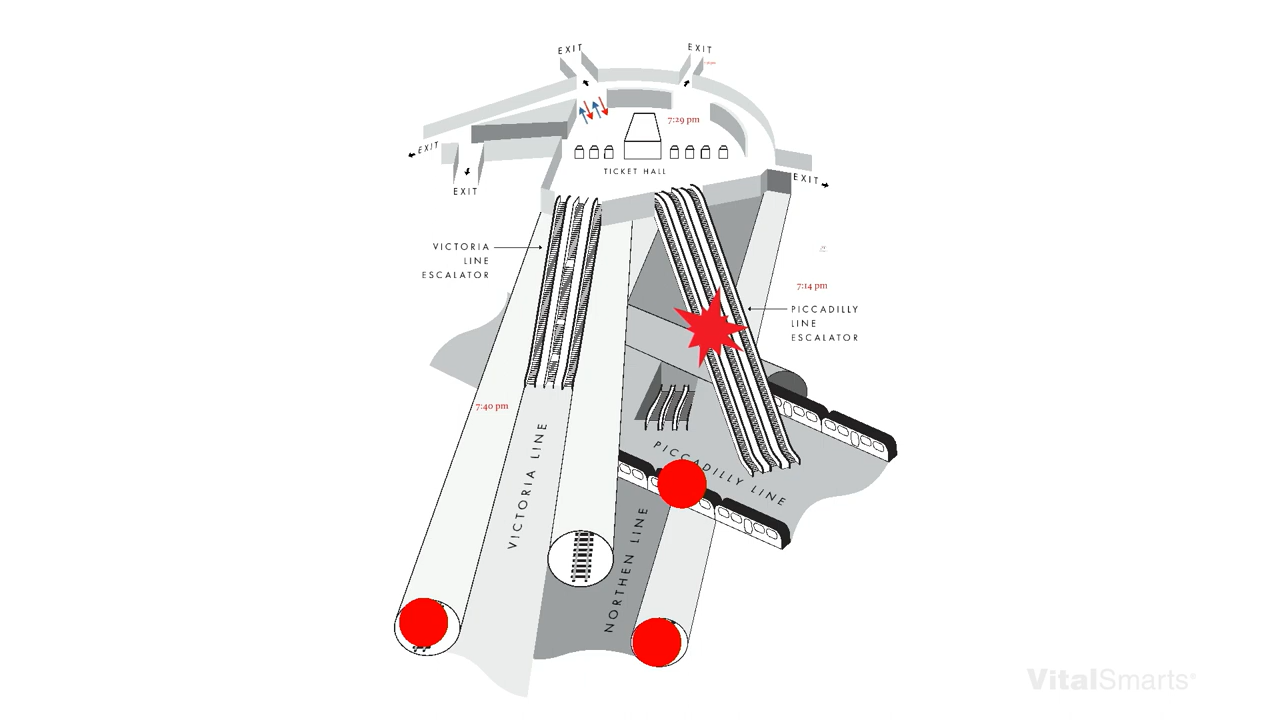 EXIT
EXIT
7:29 pm
EXIT
TICKET HALL
EXIT
EXIT
VICTORIA
LINE
ESCALATOR
7:14 pm
PICCADILLY
LINE
ESCALATOR
7:40 pm
VICTORIA LINE
PICCADILLY LINE
NORTHEN LINE
VitalSmarts